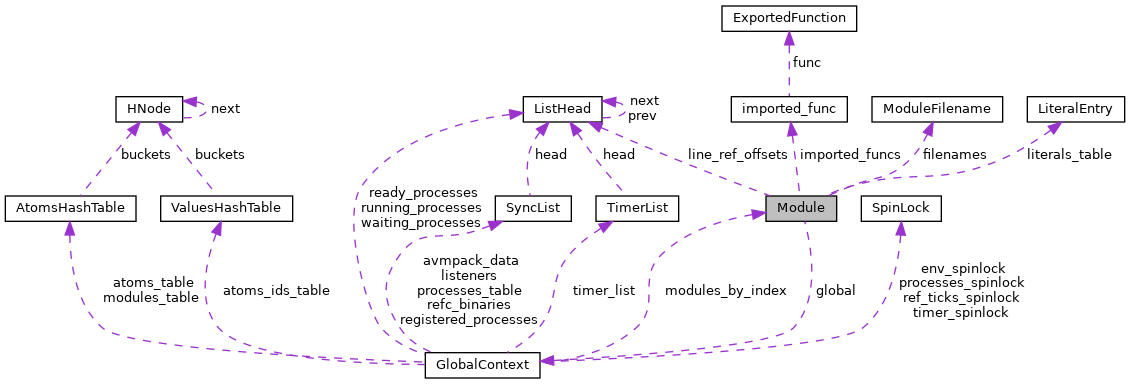 ExportedFunction
func
HNode
next
ListHead
next
prev
imported_func
ModuleFilename
LiteralEntry
buckets
buckets
head
head
line_ref_offsets
imported_funcs
filenames
literals_table
AtomsHashTable
ValuesHashTable
ready_processes
running_processes
waiting_processes
SyncList
TimerList
Module
SpinLock
atoms_table
modules_table
atoms_ids_table
avmpack_data
listeners
processes_table
refc_binaries
registered_processes
timer_list
modules_by_index
global
env_spinlock
processes_spinlock
ref_ticks_spinlock
timer_spinlock
GlobalContext